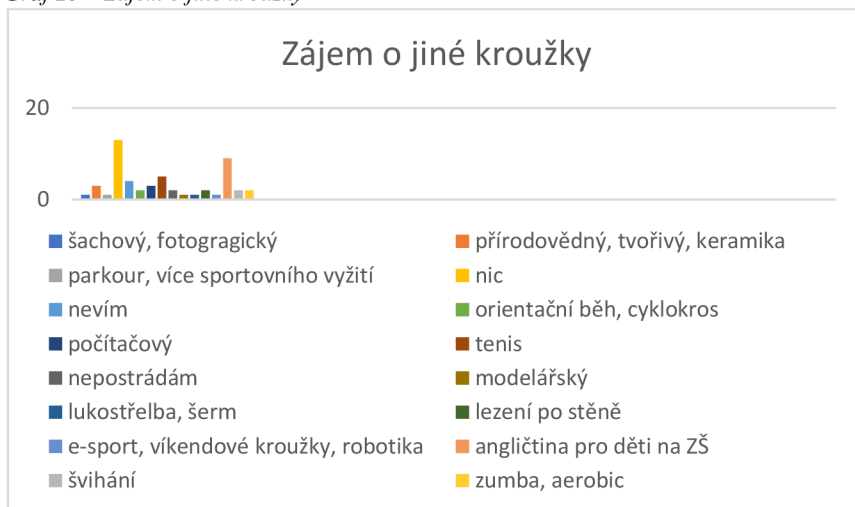 Zájem o jiné kroužky
20
0
šachový, fotogragický
přírodovědný, tvořivý, keramika
parkour, více sportovního vyžití
nic
nevím
orientační běh, cyklokros
počítačový
tenis
nepostrádám
modelářský
lukostřelba, šerm
lezení po stěně
e-sport, víkendové kroužky, robotika
angličtina pro děti na ZŠ
švihání
zumba, aerobic